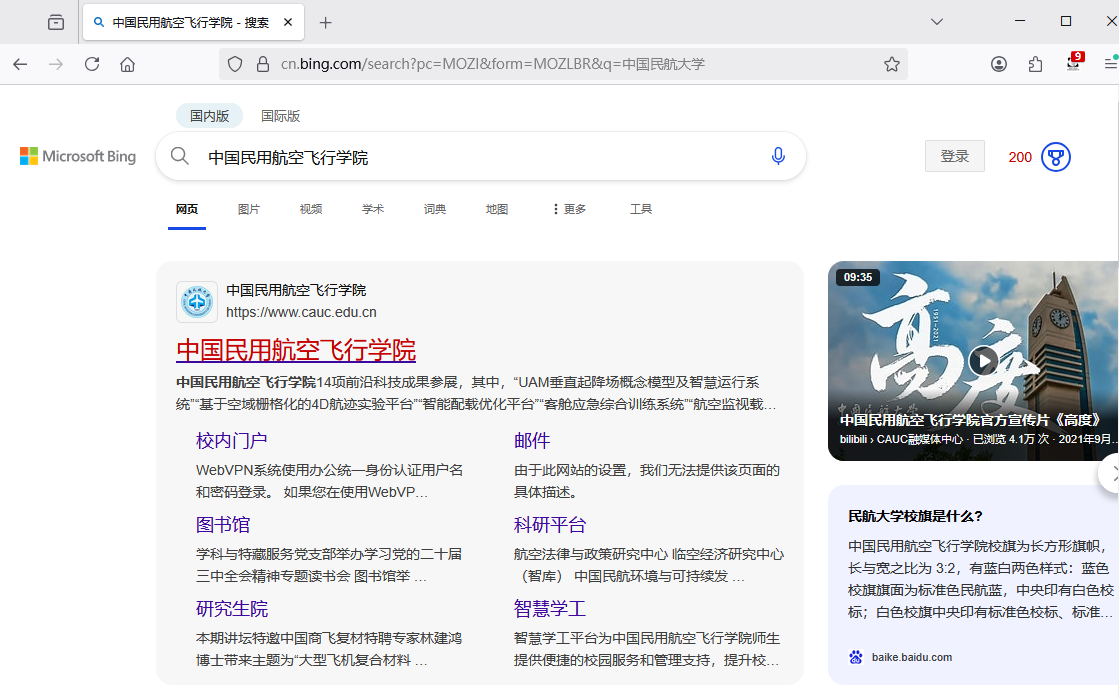 中国民用航空飞行学院 - 搜索
cn.bing.com/search?pc=MOZI&form=MOZLBR&q=中国民航大学
9
国内版 国际版
Microsoft Bing
中国民用航空飞行学院
登录
200
网页 图片 视频 学术 词典 地图 更多 工具
中国民用航空飞行学院
https://www.cauc.edu.cn
中国民用航空飞行学院
中国民用航空飞行学院14项前沿科技成果参展，其中，“UAM垂直起降场概念模型及智慧运行系
统”“基于空域栅格化的4D航迹实验平台”“智能配载优化平台”“客舱应急综合训练系统”“航空监视载…
校内门户
WebVPN系统使用办公统一身份认证用户名
和密码登录。 如果您在使用WebVP…
邮件
由于此网站的设置，我们无法提供该页面的
具体描述。
图书馆
学科与特藏服务党支部举办学习党的二十届
三中全会精神专题读书会 图书馆举 …
科研平台
航空法律与政策研究中心 临空经济研究中心
（智库） 中国民航环境与可持续发 …
研究生院
本期讲坛特邀中国商飞复材特聘专家林建鸿
博士带来主题为“大型飞机复合材料 …
智慧学工
智慧学工平台为中国民用航空飞行学院师生
提供便捷的校园服务和管理支持，提升校…
09:35
高度
1951-2021
中国民航大学
中国民用航空飞行学院官方宣传片《高度》
bilibili › CAUC融媒体中心 · 已浏览 4.1万 次 · 2021年9月…
民航大学校旗是什么?
中国民用航空飞行学院校旗为长方形旗帜，
长与宽之比为 3:2，有蓝白两色样式：蓝色
校旗旗面为标准色民航蓝，中央印有白色校
标；白色校旗中央印有标准色校标、标准…
baike.baidu.com